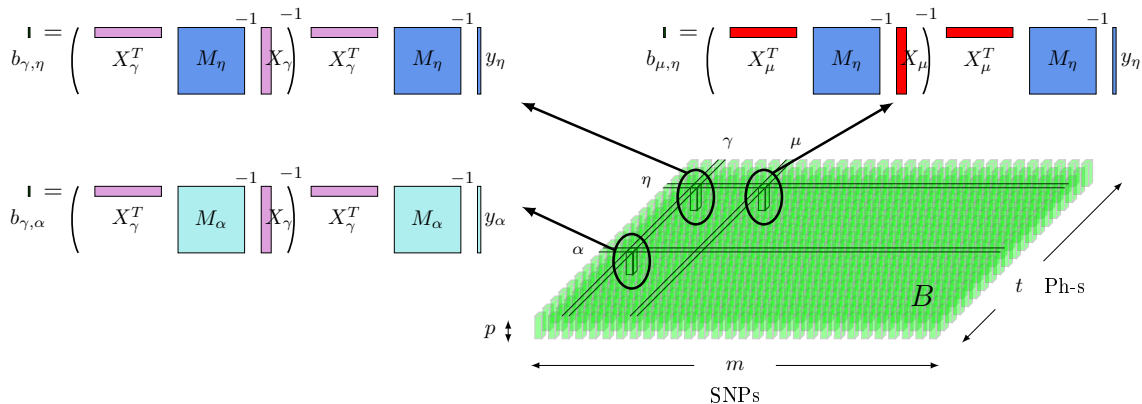 b_{γ,η} = ( X_γ^T M_η^{-1} X_γ )^{-1} X_γ^T M_η^{-1} y_η
b_{μ,η} = ( X_μ^T M_η^{-1} X_μ )^{-1} X_μ^T M_η^{-1} y_η
b_{γ,α} = ( X_γ^T M_α^{-1} X_γ )^{-1} X_γ^T M_α^{-1} y_α
γ μ
η
α
B
t Ph-s
p
m
SNPs